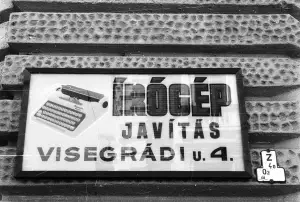 ÍRÓGÉP
JAVÍTÁS
VISEGRÁDI u. 4.
Z